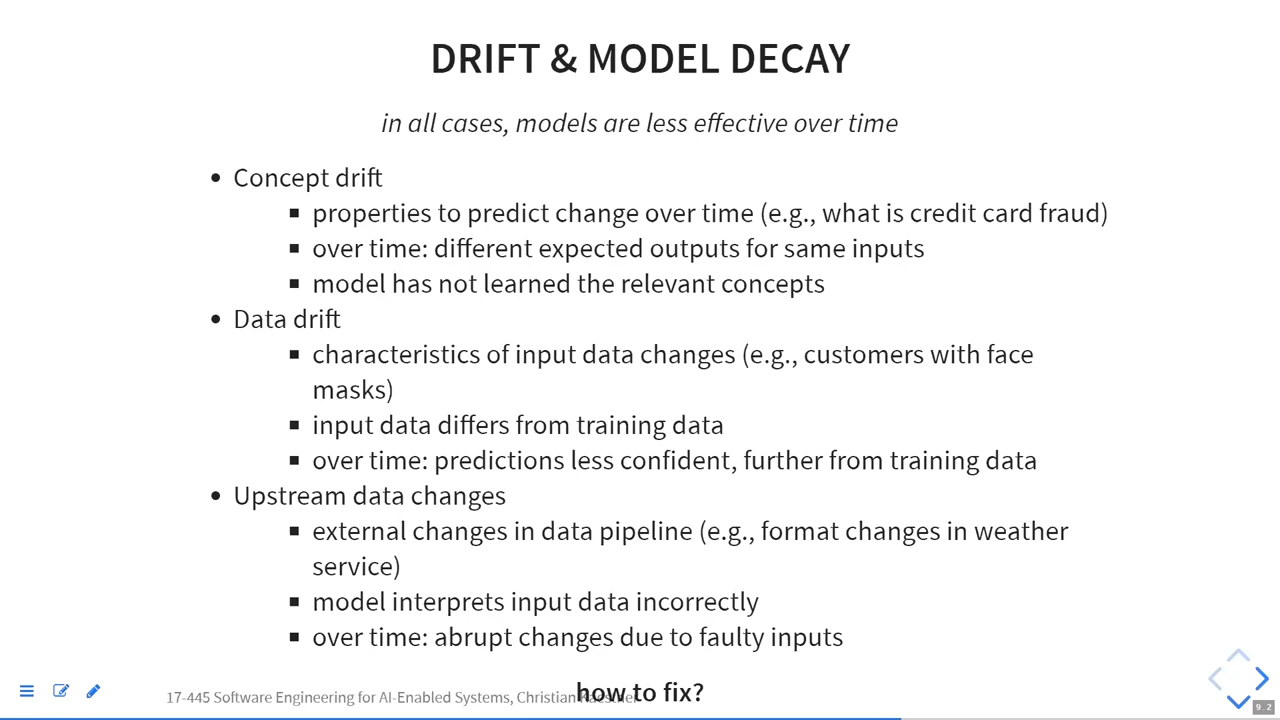 DRIFT & MODEL DECAY
in all cases, models are less effective over time
• Concept drift
▪ properties to predict change over time (e.g., what is credit card fraud)
▪ over time: different expected outputs for same inputs
▪ model has not learned the relevant concepts
• Data drift
▪ characteristics of input data changes (e.g., customers with face
masks)
▪ input data differs from training data
▪ over time: predictions less confident, further from training data
• Upstream data changes
▪ external changes in data pipeline (e.g., format changes in weather
service)
▪ model interprets input data incorrectly
▪ over time: abrupt changes due to faulty inputs
how to fix?
17-445 Software Engineering for AI-Enabled Systems, Christian
9.2